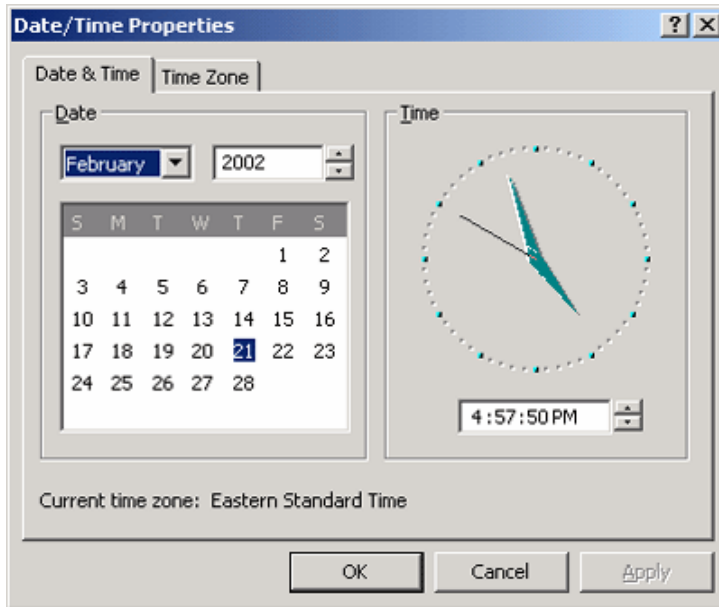 Date/Time Properties
Date & Time Time Zone
Date
February 2002
S M T W T F S
1 2
3 4 5 6 7 8 9
10 11 12 13 14 15 16
17 18 19 20 21 22 23
24 25 26 27 28
Time
4:57:50 PM
Current time zone: Eastern Standard Time
OK Cancel Apply